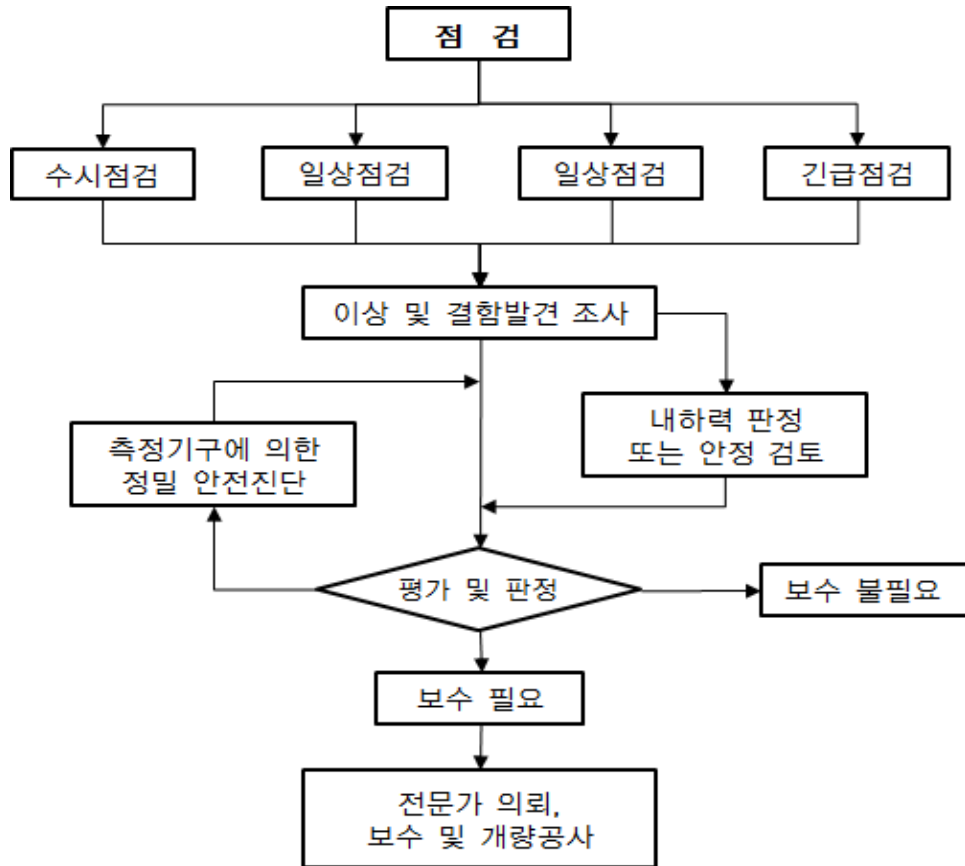 점 검
수시점검
일상점검
일상점검
긴급점검
이상 및 결함발견 조사
측정기구에 의한
정밀 안전진단
내하력 판정
또는 안정 검토
평가 및 판정
보수 불필요
보수 필요
전문가 의뢰,
보수 및 개량공사